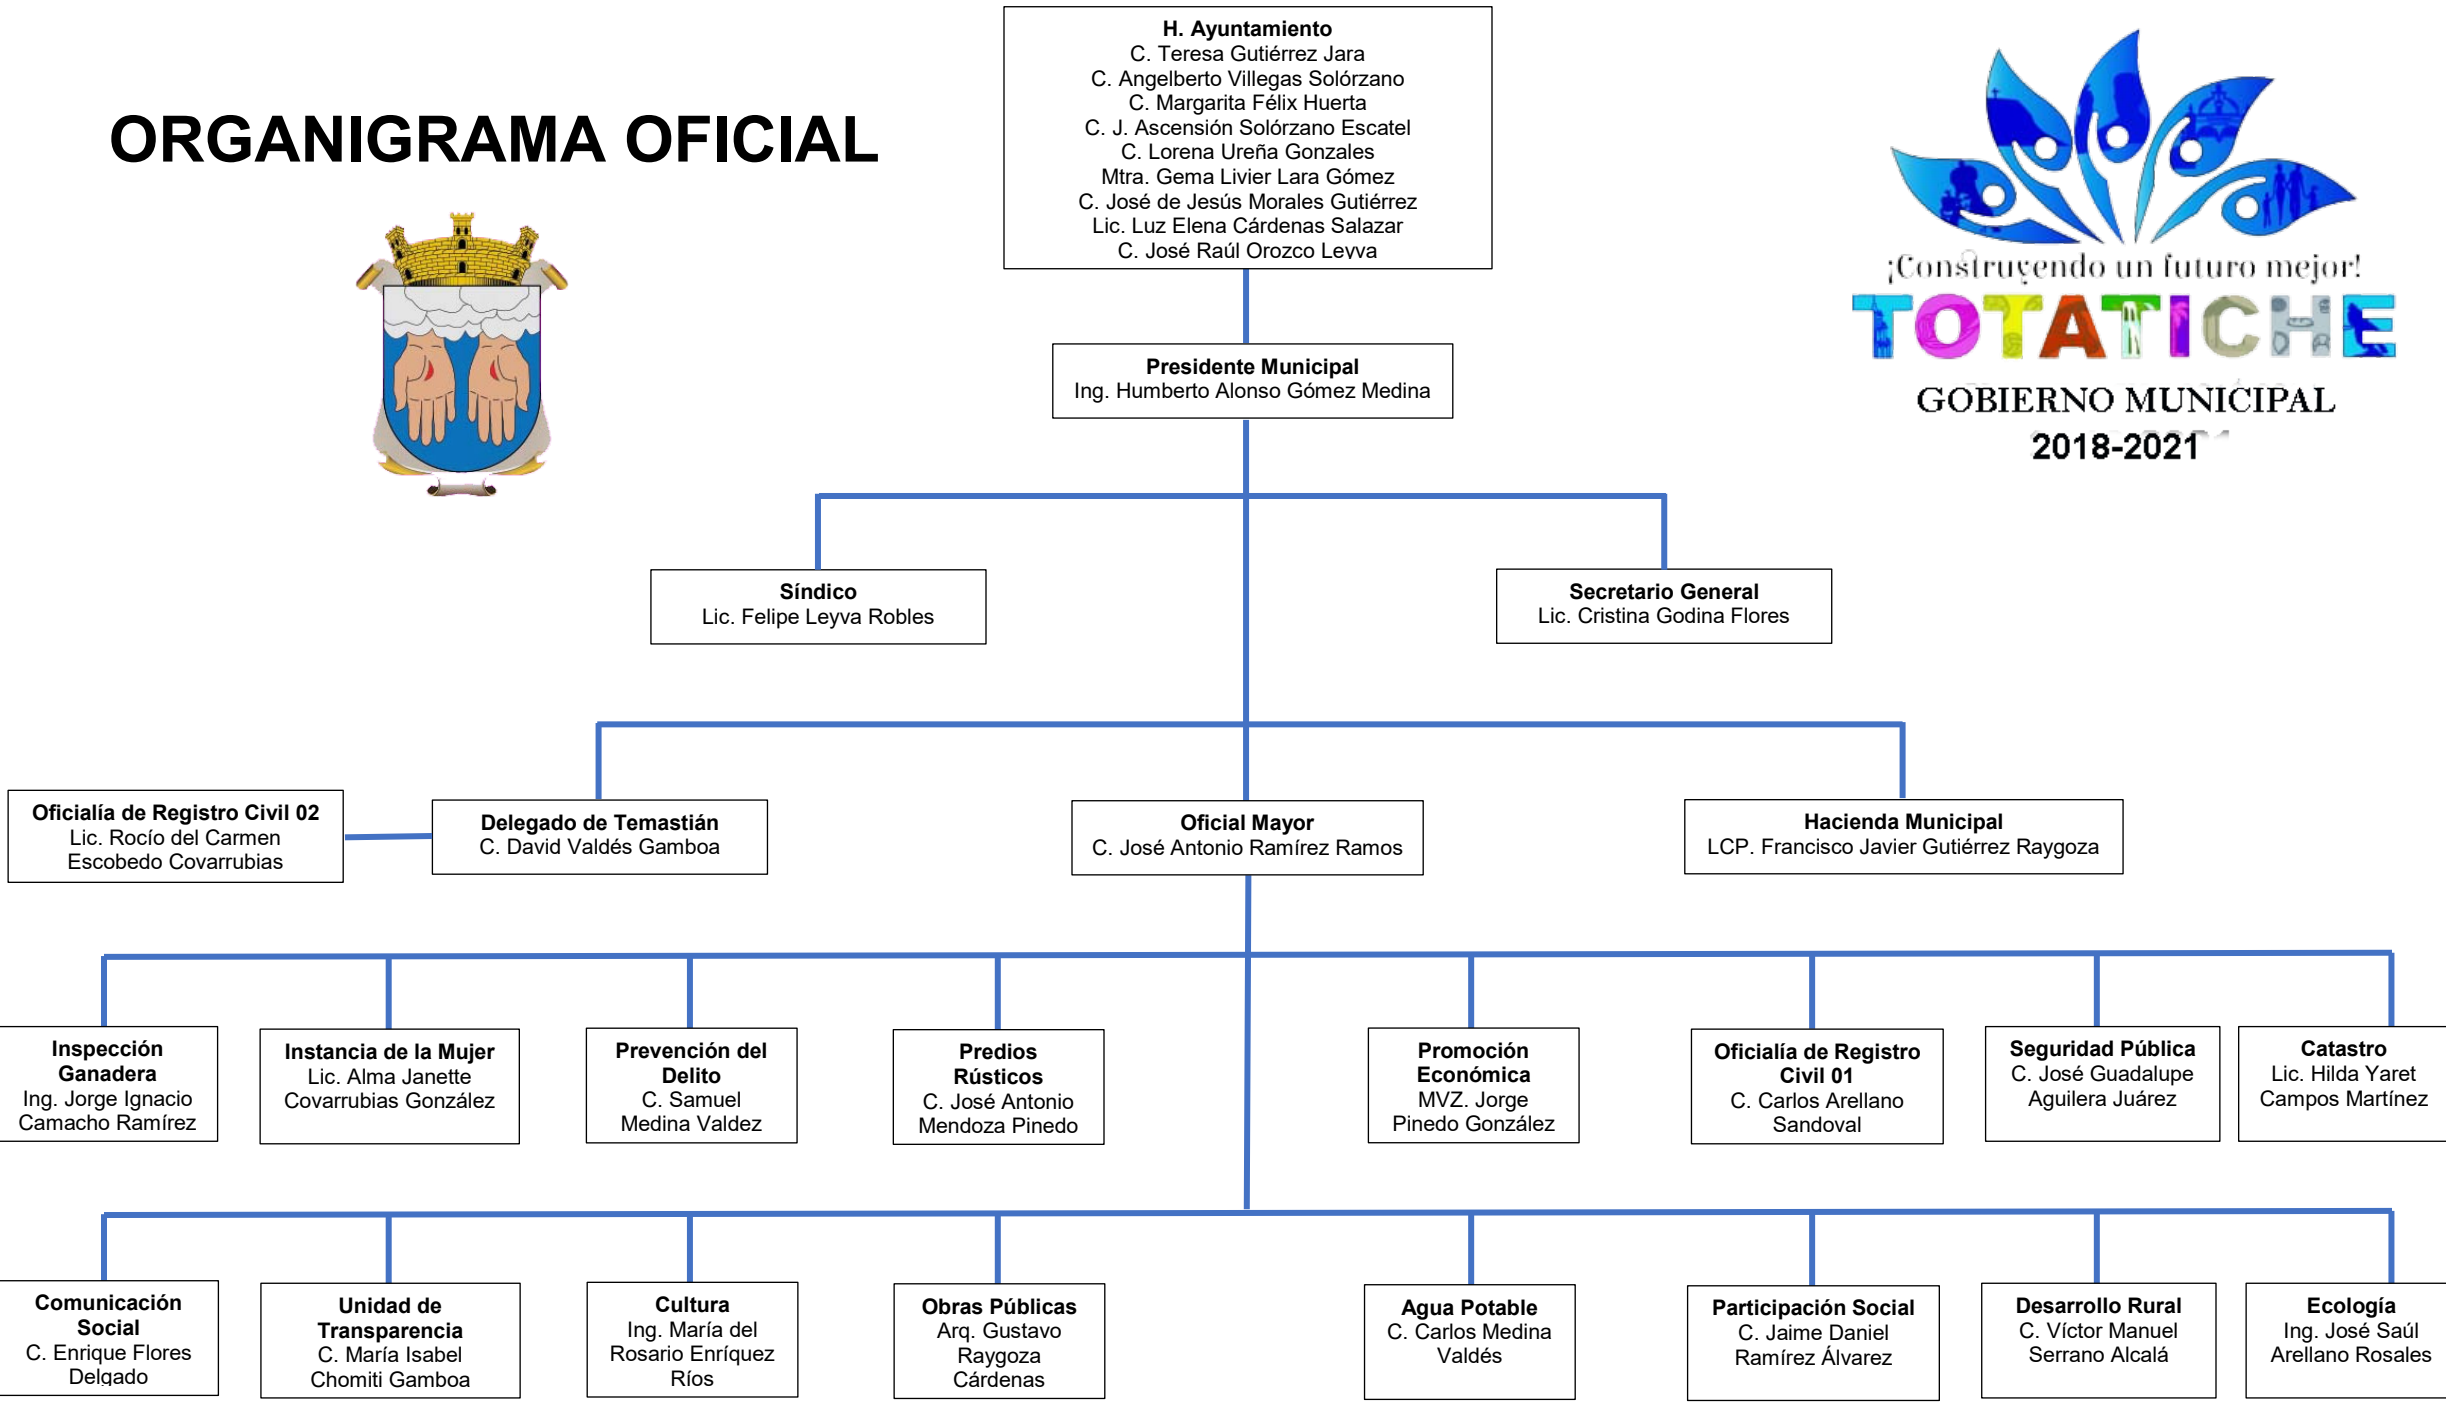 H. Ayuntamiento
C. Teresa Gutiérrez Jara
C. Angelberto Villegas Solórzano
C. Margarita Félix Huerta
C. J. Ascensión Solórzano Escatel
C. Lorena Ureña Gonzales
Mtra. Gema Livier Lara Gómez
C. José de Jesús Morales Gutiérrez
Lic. Luz Elena Cárdenas Salazar
C. José Raúl Orozco Leyva
ORGANIGRAMA OFICIAL
¡Construyendo un futuro mejor!
TOTATICHE
GOBIERNO MUNICIPAL
2018-2021
Presidente Municipal
Ing. Humberto Alonso Gómez Medina
Síndico
Lic. Felipe Leyva Robles
Secretario General
Lic. Cristina Godina Flores
Oficialía de Registro Civil 02
Lic. Rocío del Carmen
Escobedo Covarrubias
Delegado de Temastián
C. David Valdés Gamboa
Oficial Mayor
C. José Antonio Ramírez Ramos
Hacienda Municipal
LCP. Francisco Javier Gutiérrez Raygoza
Inspección
Ganadera
Ing. Jorge Ignacio
Camacho Ramírez
Instancia de la Mujer
Lic. Alma Janette
Covarrubias González
Prevención del
Delito
C. Samuel
Medina Valdez
Predios
Rústicos
C. José Antonio
Mendoza Pinedo
Promoción
Económica
MVZ. Jorge
Pinedo González
Oficialía de Registro
Civil 01
C. Carlos Arellano
Sandoval
Seguridad Pública
C. José Guadalupe
Aguilera Juárez
Catastro
Lic. Hilda Yaret
Campos Martínez
Comunicación
Social
C. Enrique Flores
Delgado
Unidad de
Transparencia
C. María Isabel
Chomiti Gamboa
Cultura
Ing. María del
Rosario Enríquez
Ríos
Obras Públicas
Arq. Gustavo
Raygoza
Cárdenas
Agua Potable
C. Carlos Medina
Valdés
Participación Social
C. Jaime Daniel
Ramírez Álvarez
Desarrollo Rural
C. Víctor Manuel
Serrano Alcalá
Ecología
Ing. José Saúl
Arellano Rosales